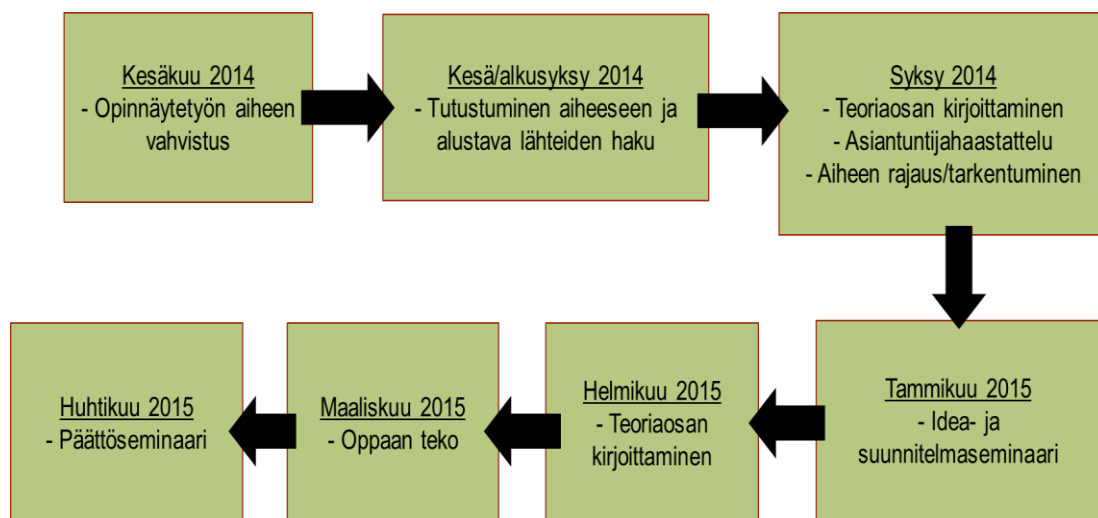 Kesäkuu 2014
- Opinnäytetyön aiheen
vahvistus
Kesä/alkusyksy 2014
- Tutustuminen aiheeseen ja
alustava lähteiden haku
Syksy 2014
- Teoriaosan kirjoittaminen
- Asiantuntijahaastattelu
- Aiheen rajaus/tarkentuminen
Tammikuu 2015
- Idea- ja
suunnitelmaseminaari
Helmikuu 2015
- Teoriaosan
kirjoittaminen
Maaliskuu 2015
- Oppaan teko
Huhtikuu 2015
- Päättöseminaari